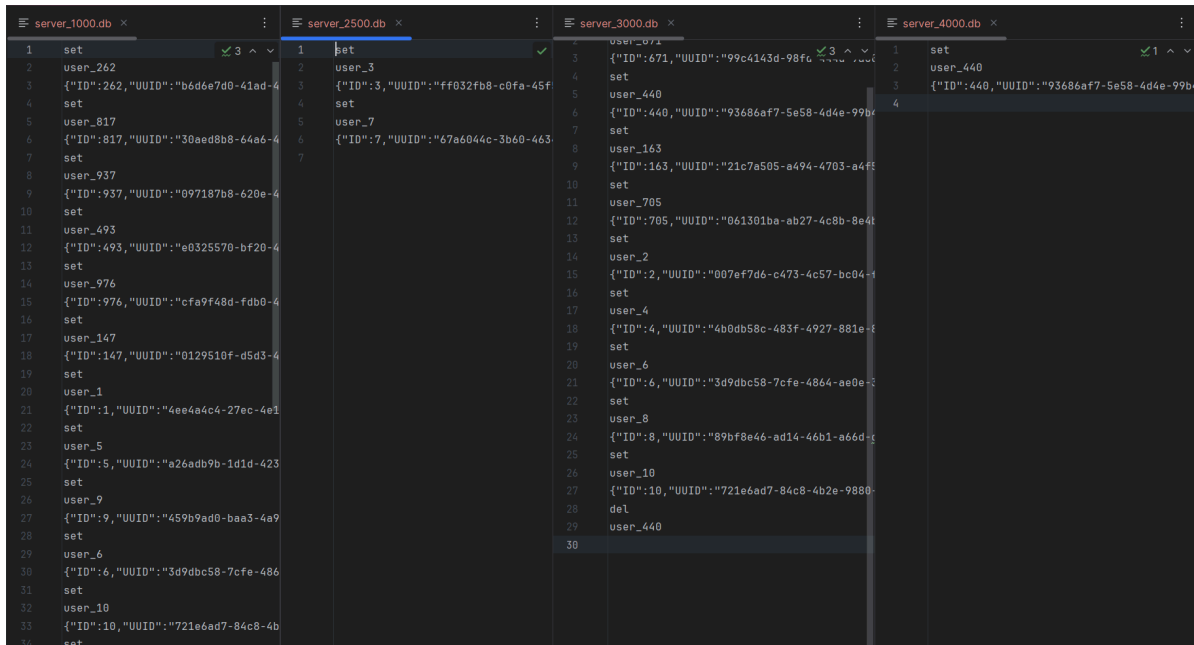 server_1000.db
1 set 3
2 user_262
3 {"ID":262,"UUID":"b6d6e7d0-41ad-4
4 set
5 user_817
6 {"ID":817,"UUID":"30aed8b8-64a6-4
7 set
8 user_937
9 {"ID":937,"UUID":"097187b8-620e-4
10 set
11 user_493
12 {"ID":493,"UUID":"e0325570-bf20-4
13 set
14 user_976
15 {"ID":976,"UUID":"cfa9f48d-fdb0-4
16 set
17 user_147
18 {"ID":147,"UUID":"0129510f-d5d3-4
19 set
20 user_1
21 {"ID":1,"UUID":"4ee4a4c4-27ec-4e1
22 set
23 user_5
24 {"ID":5,"UUID":"a26adb9b-1d1d-423
25 set
26 user_9
27 {"ID":9,"UUID":"459b9ad0-baa3-4a9
28 set
29 user_6
30 {"ID":6,"UUID":"3d9dbc58-7cfe-486
31 set
32 user_10
33 {"ID":10,"UUID":"721e6ad7-84c8-4b
34 set
server_2500.db
1 set
2 user_3
3 {"ID":3,"UUID":"ff032fb8-c0fa-45f
4 set
5 user_7
6 {"ID":7,"UUID":"67a6044c-3b60-463
7
server_3000.db
2 user_671
3 {"ID":671,"UUID":"99c4143d-98f 3
4 set
5 user_440
6 {"ID":440,"UUID":"93686af7-5e58-4d4e-99b4
7 set
8 user_163
9 {"ID":163,"UUID":"21c7a505-a494-4703-a4f5
10 set
11 user_705
12 {"ID":705,"UUID":"061301ba-ab27-4c8b-8e4b
13 set
14 user_2
15 {"ID":2,"UUID":"007ef7d6-c473-4c57-bc04-
16 set
17 user_4
18 {"ID":4,"UUID":"4b0db58c-483f-4927-881e-8
19 set
20 user_6
21 {"ID":6,"UUID":"3d9dbc58-7cfe-4864-ae0e-3
22 set
23 user_8
24 {"ID":8,"UUID":"89bf8e46-ad14-46b1-a66d-
25 set
26 user_10
27 {"ID":10,"UUID":"721e6ad7-84c8-4b2e-9880-
28 del
29 user_440
30
server_4000.db
1 set 1
2 user_440
3 {"ID":440,"UUID":"93686af7-5e58-4d4e-99b4
4